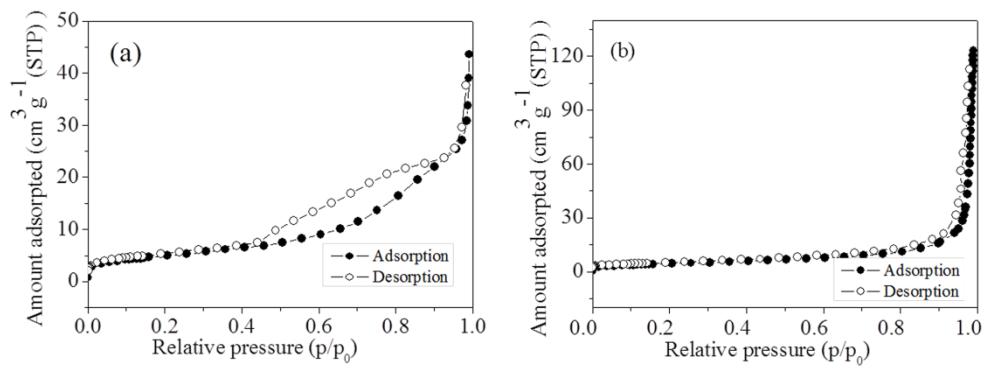 (a)
50
40
30
20
10
0
Amount adsorpted (cm³ g⁻¹ (STP))
Adsorption
Desorption
0.0 0.2 0.4 0.6 0.8 1.0
Relative pressure (p/p₀)
(b)
120
90
60
30
0
Amount adsorpted (cm³ g⁻¹ (STP))
Adsorption
Desorption
0.0 0.2 0.4 0.6 0.8 1.0
Relative pressure (p/p₀)